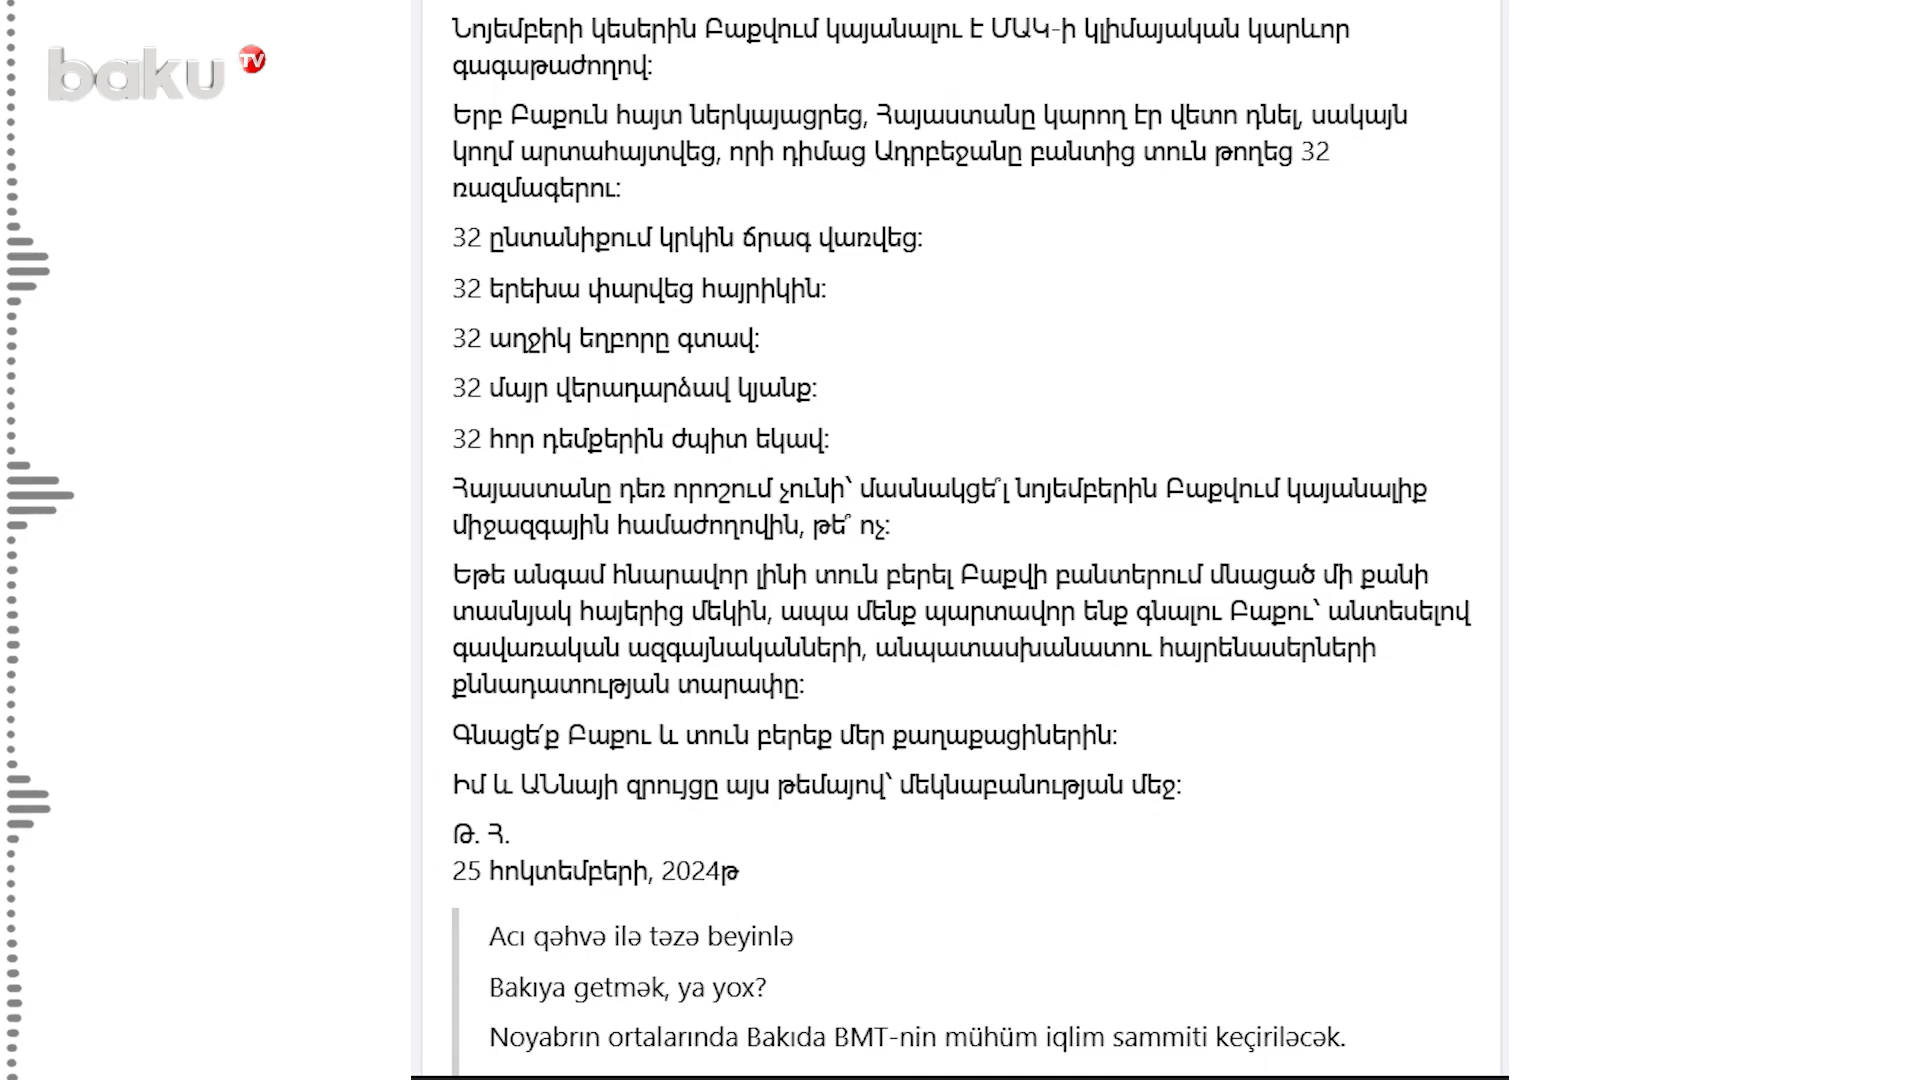 baku TV
Նոյեմբերի կեսերին Բաքվում կայանալու է ՄԱԿ-ի կլիմայական կարևոր
գագաթաժողով:
Երբ Բաքուն հայտ ներկայացրեց, Հայաստանը կարող էր վետո դնել, սակայն
կողմ արտահայտվեց, որի դիմաց Ադրբեջանը բանտից տուն թողեց 32
ռազմագերու:
32 ընտանիքում կրկին ճրագ վառվեց:
32 երեխա փարվեց հայրիկին:
32 աղջիկ եղբորը գտավ:
32 մայր վերադարձավ կյանք:
32 հոր դեմքերին ժպիտ եկավ:
Հայաստանը դեռ որոշում չունի՝ մասնակցե՞լ նոյեմբերին Բաքվում կայանալիք
միջազգային համաժողովին, թե՞ ոչ:
Եթե անգամ հնարավոր լինի տուն բերել Բաքվի բանտերում մնացած մի քանի
տասնյակ հայերից մեկին, ապա մենք պարտավոր ենք գնալու Բաքու՝ անտեսելով
գավառական ազգայնականների, անպատասխանատու հայրենասերների
քննադատության տարափը:
Գնացե՛ք Բաքու և տուն բերեք մեր քաղաքացիներին:
Իմ և ԱՆնայի զրույցը այս թեմայով՝ մեկնաբանության մեջ:
Թ. Հ.
25 հոկտեմբերի, 2024թ
Acı qəhvə ilə təzə beyinlə
Bakıya getmək, ya yox?
Noyabrın ortalarında Bakıda BMT-nin mühüm iqlim sammiti keçiriləcək.